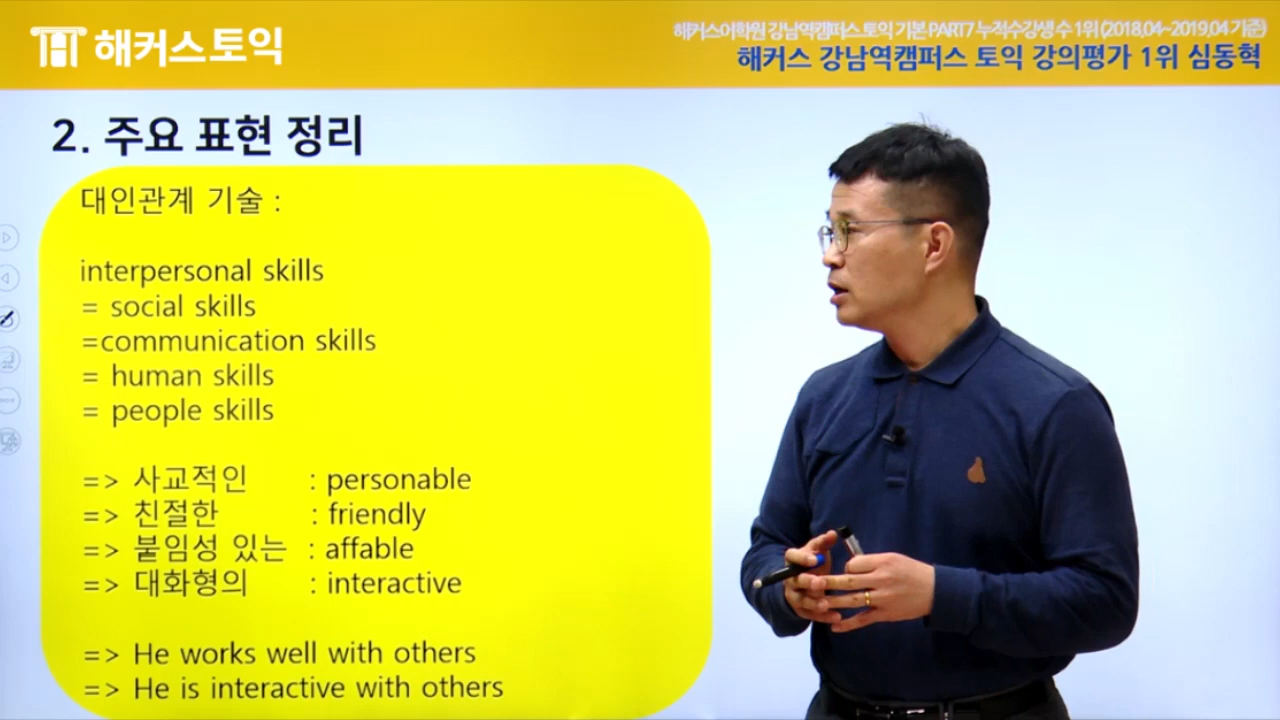 해커스토익
해커스어학원 강남역캠퍼스 토익 기본 PART7 누적수강생 수 1위 (2018.04~2019.04 기준)
해커스 강남역캠퍼스 토익 강의평가 1위 심동혁
2. 주요 표현 정리
대인관계 기술 :
interpersonal skills
= social skills
=communication skills
= human skills
= people skills
=> 사교적인 : personable
=> 친절한 : friendly
=> 붙임성 있는 : affable
=> 대화형의 : interactive
=> He works well with others
=> He is interactive with others